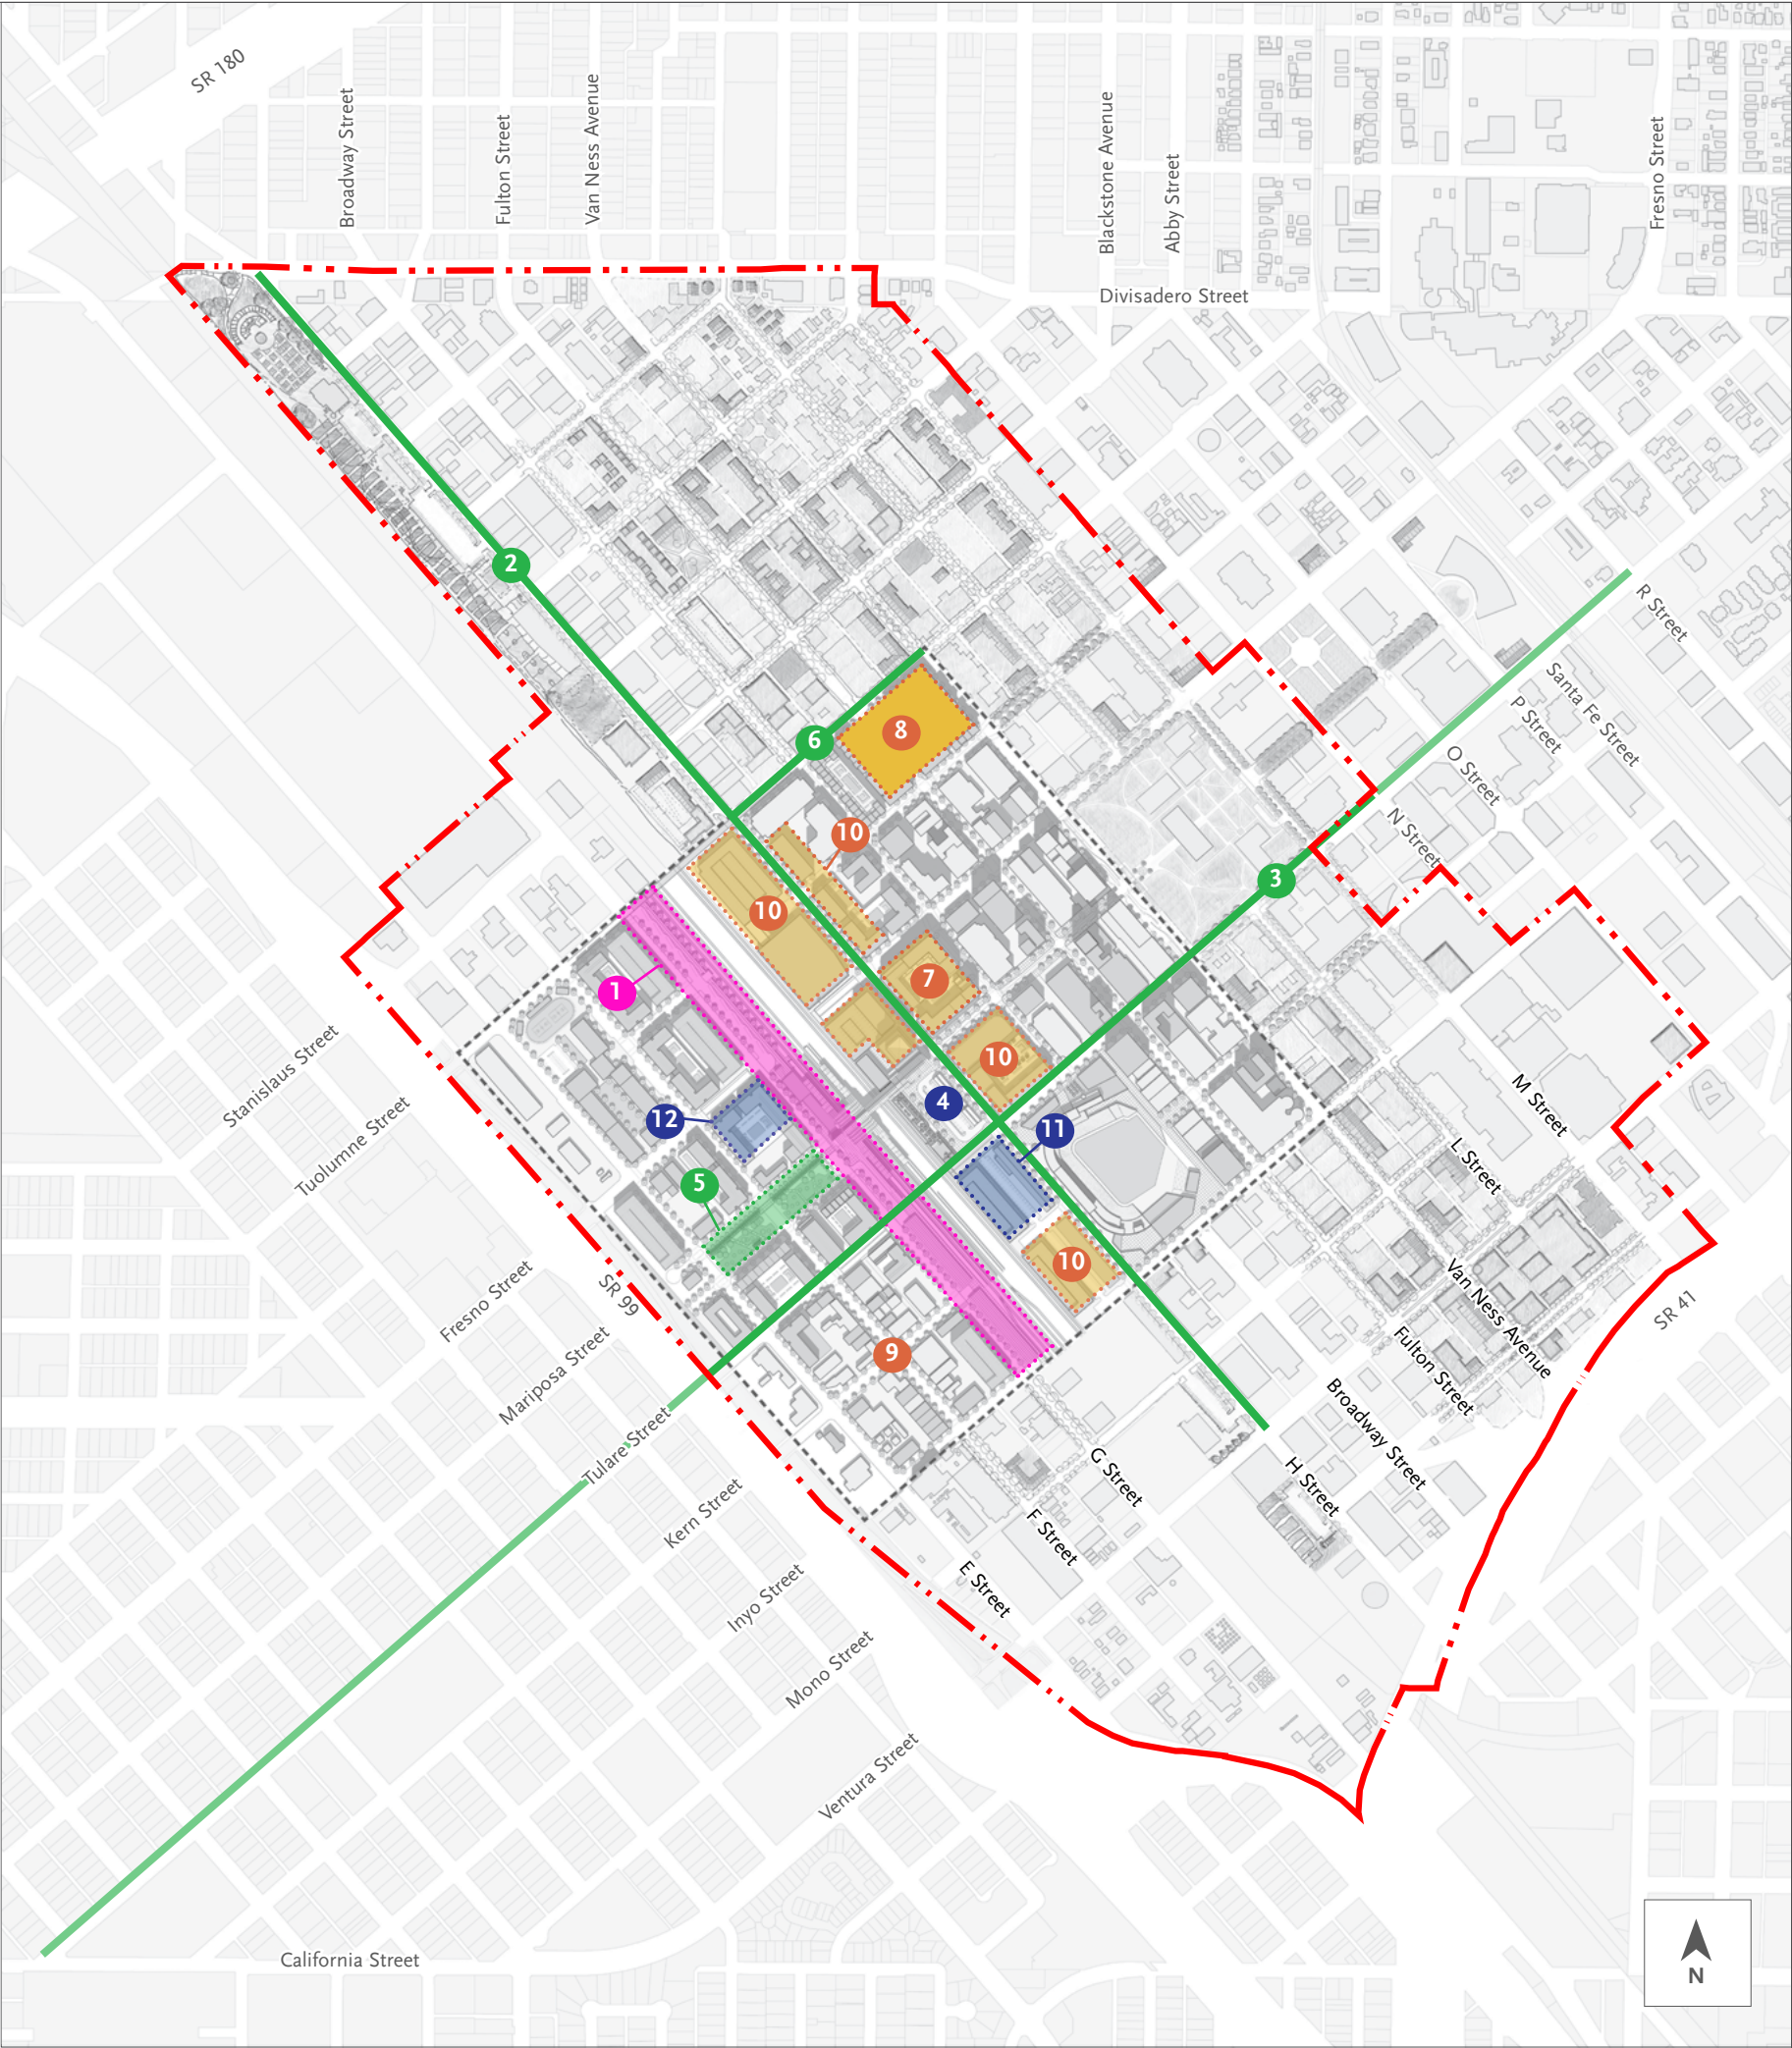 SR 180
Broadway Street
Fulton Street
Van Ness Avenue
Blackstone Avenue
Abby Street
Fresno Street
Divisadero Street
2
R Street
Santa Fe Street
P Street
O Street
N Street
8
6
10
3
10
7
1
10
4
12
11
5
10
9
Stanislaus Street
Tuolumne Street
Fresno Street
SR 99
Mariposa Street
Tulare Street
Kern Street
Inyo Street
Mono Street
Ventura Street
California Street
M Street
L Street
Van Ness Avenue
SR 41
Fulton Street
Broadway Street
H Street
G Street
F Street
E Street
N